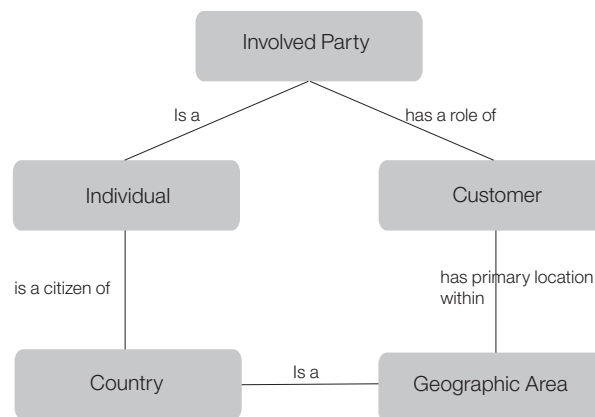 Involved Party
Is a
has a role of
Individual
Customer
is a citizen of
has primary location
within
Country
Is a
Geographic Area